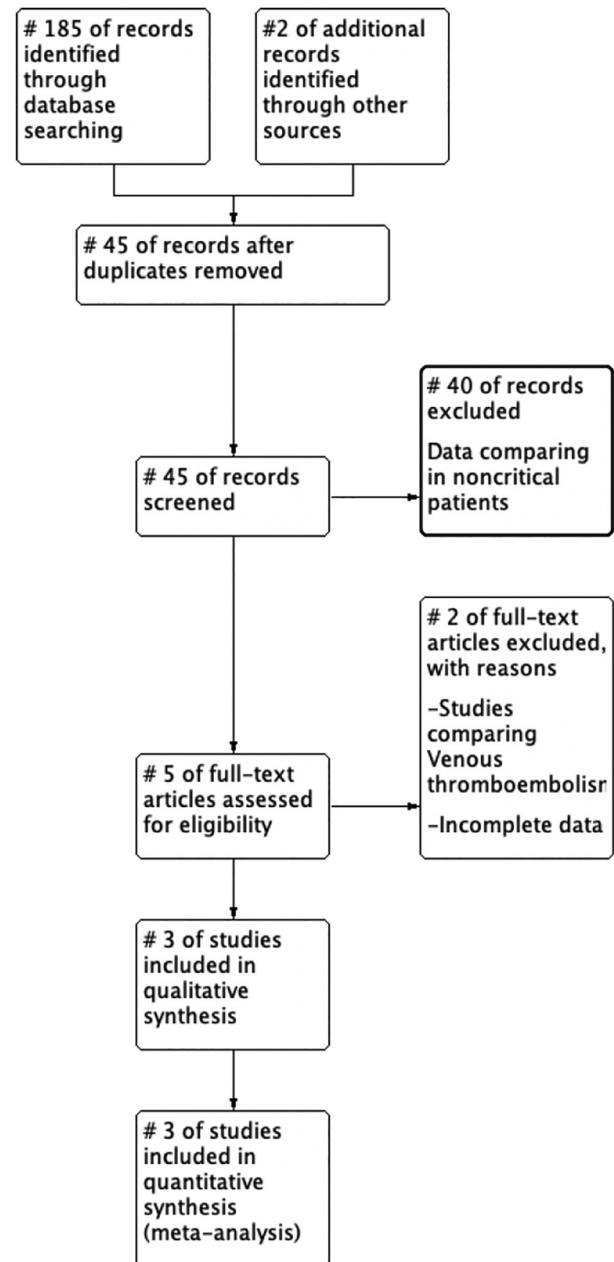 # 185 of records
identified
through
database
searching
#2 of additional
records
identified
through other
sources
# 45 of records after
duplicates removed
# 40 of records
excluded
Data comparing
in noncritical
patients
# 45 of records
screened
# 2 of full-text
articles excluded,
with reasons
-Studies
comparing
Venous
thromboembolism
-Incomplete data
# 5 of full-text
articles assessed
for eligibility
# 3 of studies
included in
qualitative
synthesis
# 3 of studies
included in
quantitative
synthesis
(meta-analysis)